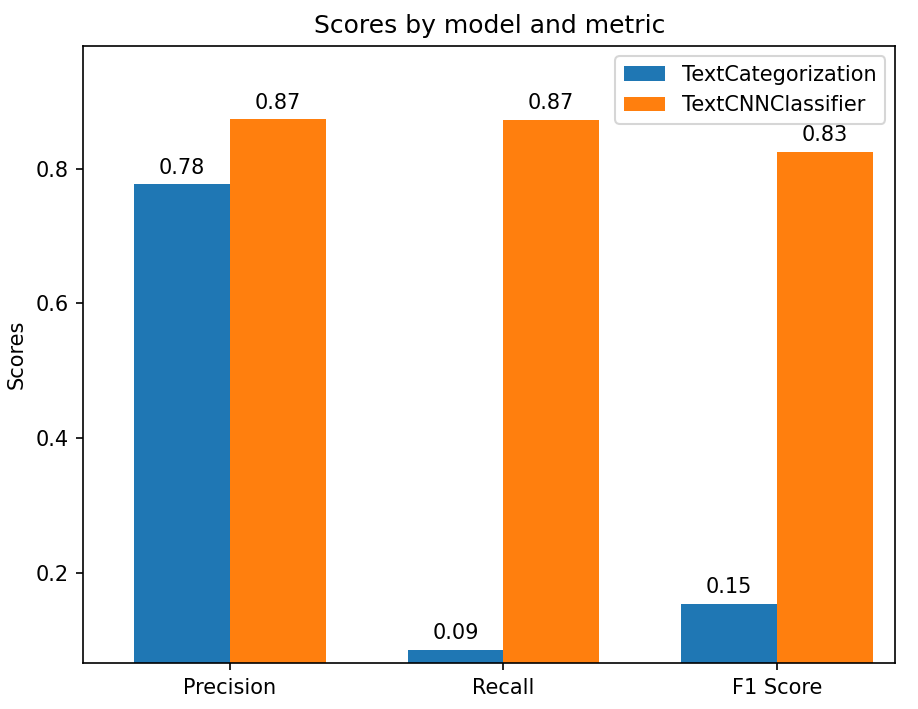 Scores by model and metric
TextCategorization
TextCNNClassifier
0.87
0.87
0.83
0.78
0.8
0.6
Scores
0.4
0.2
0.15
0.09
Precision
Recall
F1 Score